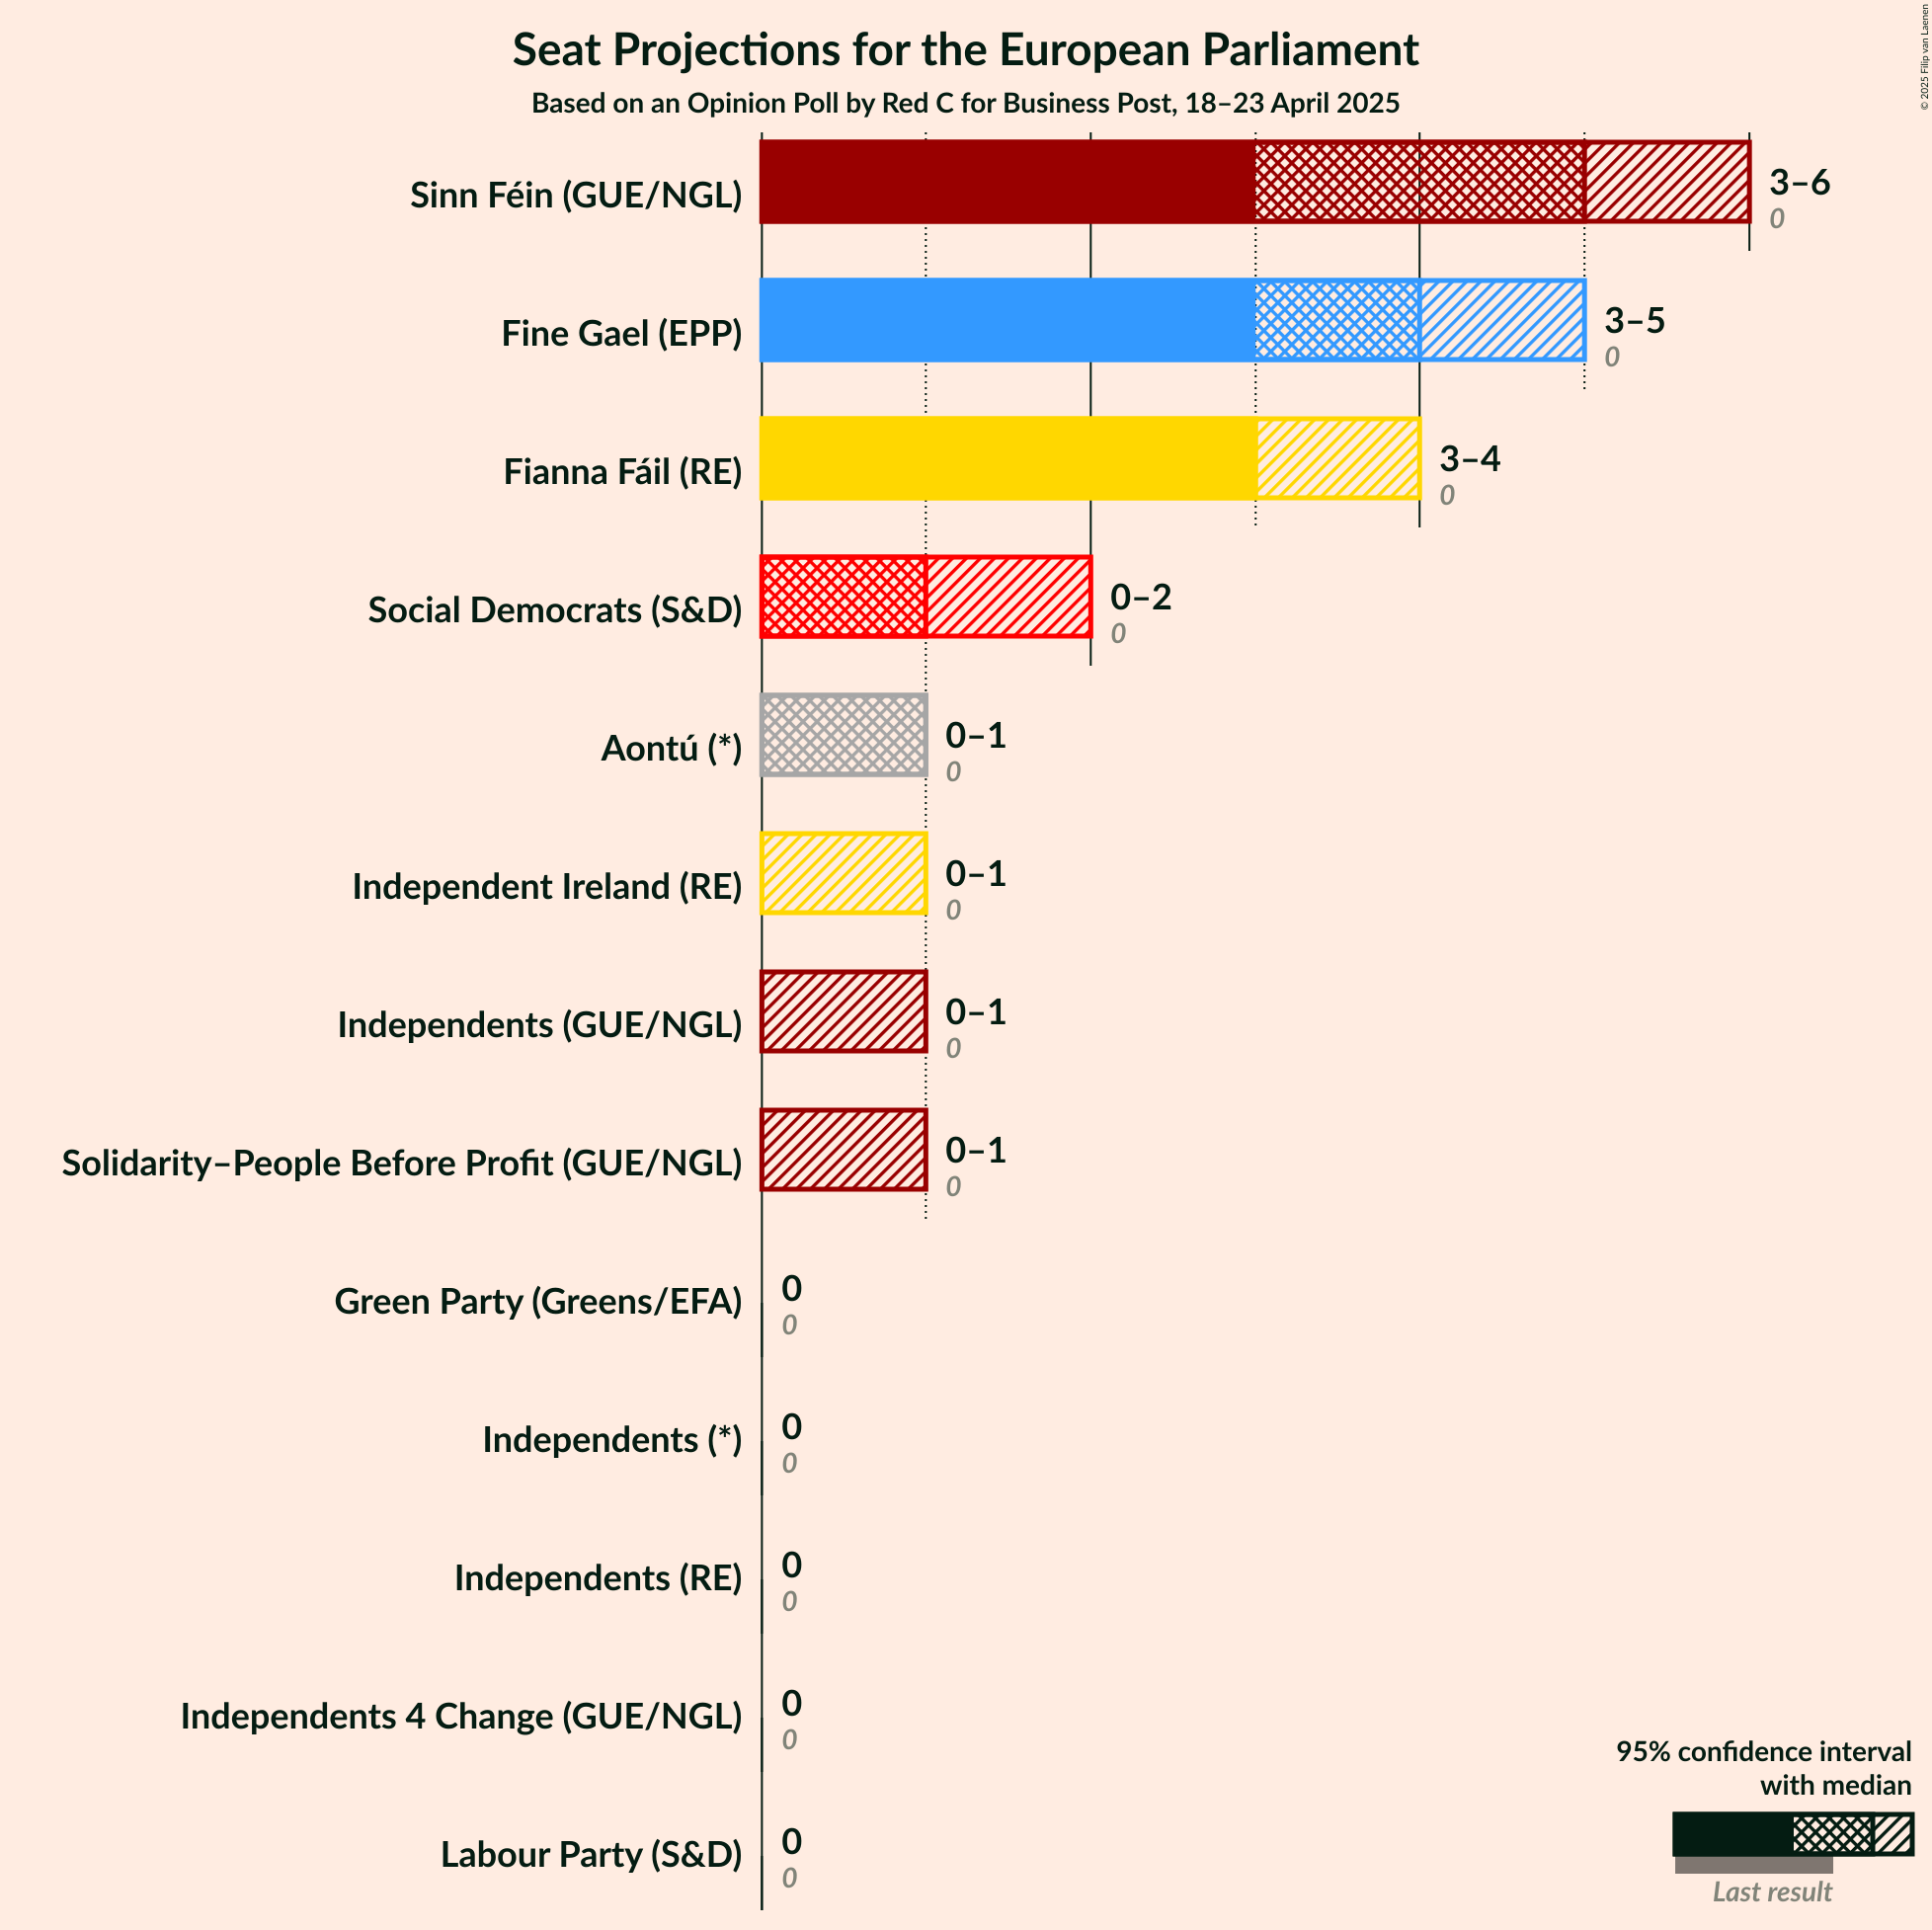 Seat Projections for the European Parliament
Based on an Opinion Poll by Red C for Business Post, 18–23 April 2025
© 2025 Filip van Laenen
Sinn Féin (GUE/NGL)
3–6
0
Fine Gael (EPP)
3–5
0
Fianna Fáil (RE)
3–4
0
Social Democrats (S&D)
0–2
0
Aontú (*)
0–1
0
Independent Ireland (RE)
0–1
0
Independents (GUE/NGL)
0–1
0
Solidarity–People Before Profit (GUE/NGL)
0–1
0
Green Party (Greens/EFA)
0
0
Independents (*)
0
0
Independents (RE)
0
0
Independents 4 Change (GUE/NGL)
0
0
Labour Party (S&D)
0
0
95% confidence interval
with median
Last result